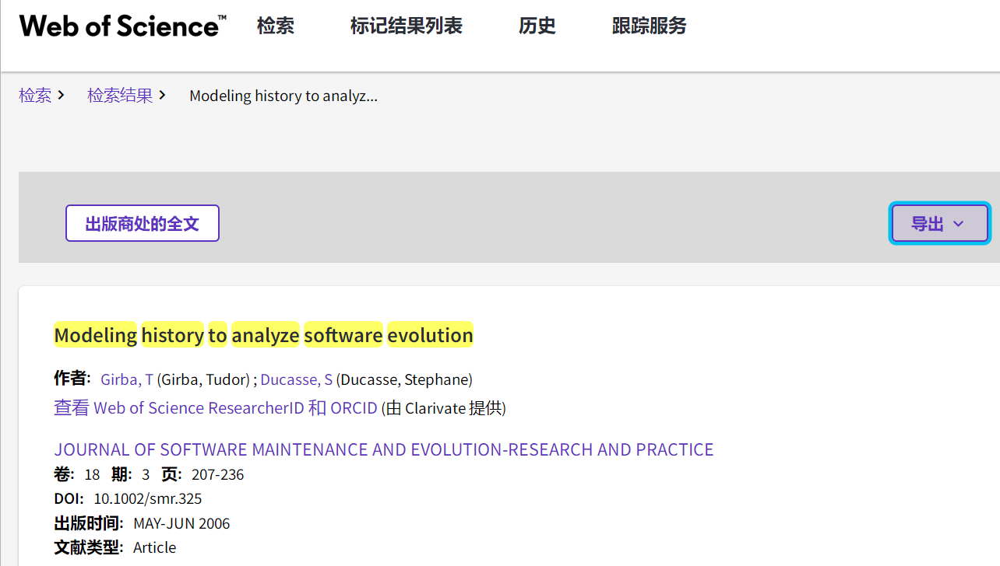 Web of Science™ 检索 标记结果列表 历史 跟踪服务
检索 > 检索结果 > Modeling history to analyz...
出版商处的全文 导出
Modeling history to analyze software evolution
作者: Girba, T (Girba, Tudor) ; Ducasse, S (Ducasse, Stephane)
查看 Web of Science ResearcherID 和 ORCID (由 Clarivate 提供)
JOURNAL OF SOFTWARE MAINTENANCE AND EVOLUTION-RESEARCH AND PRACTICE
卷: 18 期: 3 页: 207-236
DOI: 10.1002/smr.325
出版时间: MAY-JUN 2006
文献类型: Article